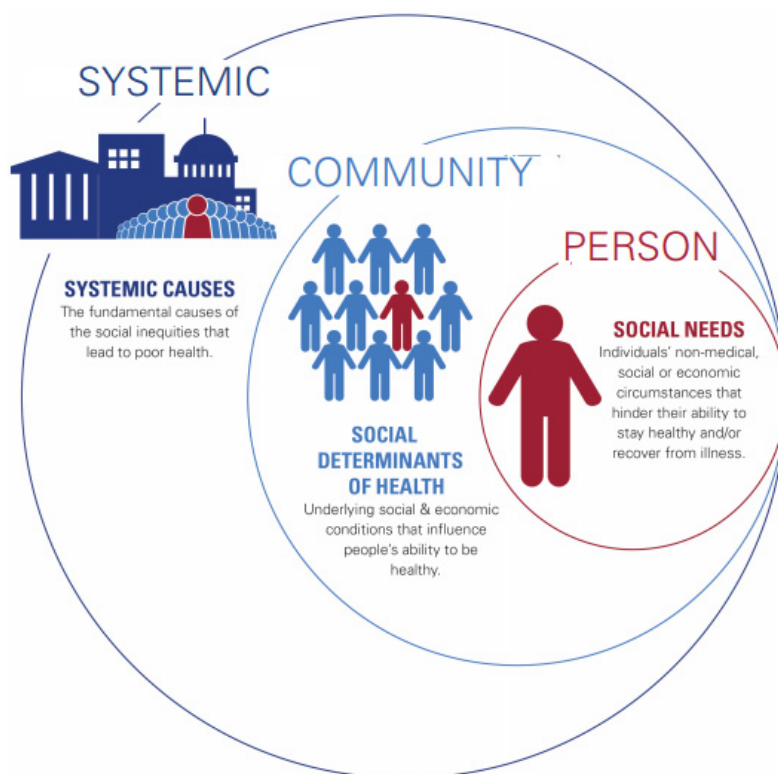 SYSTEMIC
SYSTEMIC CAUSES
The fundamental causes of
the social inequities that
lead to poor health.
COMMUNITY
SOCIAL
DETERMINANTS
OF HEALTH
Underlying social & economic
conditions that influence
people's ability to be
healthy.
PERSON
SOCIAL NEEDS
Individuals' non-medical,
social or economic
circumstances that
hinder their ability to
stay healthy and/or
recover from illness.